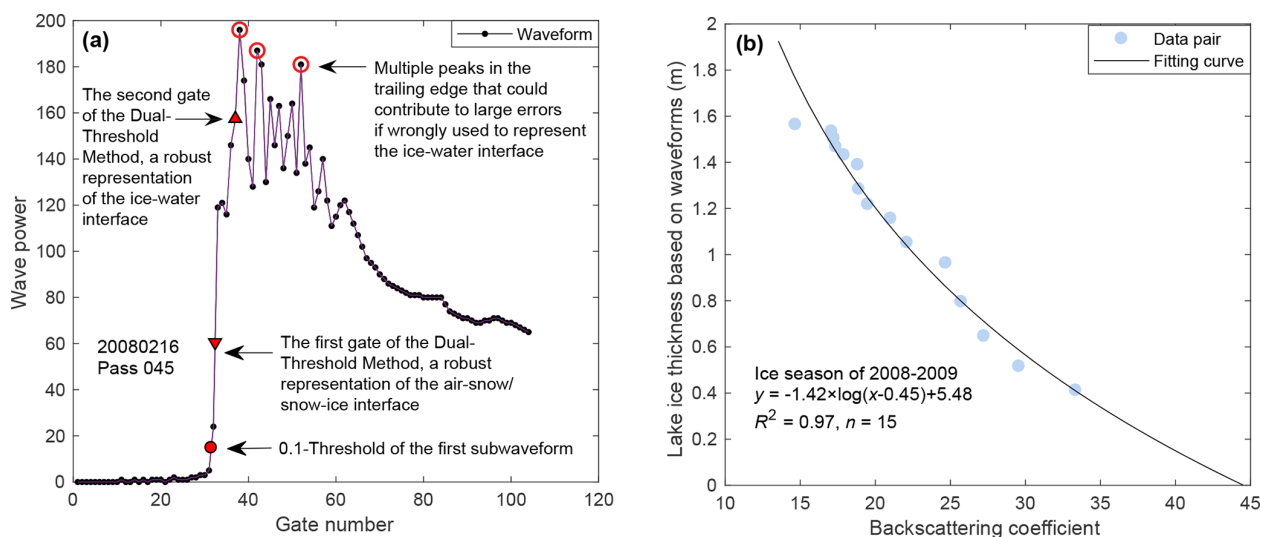 (a)
Waveform
200
180
160
140
120
100
80
60
40
20
0
Wave power
The second gate
of the Dual-
Threshold
Method, a robust
representation
of the ice-water
interface
Multiple peaks in the
trailing edge that could
contribute to large errors
if wrongly used to represent
the ice-water interface
20080216
Pass 045
The first gate of the Dual-
Threshold Method, a robust
representation of the air-snow/
snow-ice interface
0.1-Threshold of the first subwaveform
0 20 40 60 80 100 120
Gate number
(b)
Data pair
Fitting curve
2
1.8
1.6
1.4
1.2
1
0.8
0.6
0.4
0.2
0
Lake ice thickness based on waveforms (m)
Ice season of 2008-2009
y = -1.42×log(x-0.45)+5.48
R² = 0.97, n = 15
10 15 20 25 30 35 40 45
Backscattering coefficient